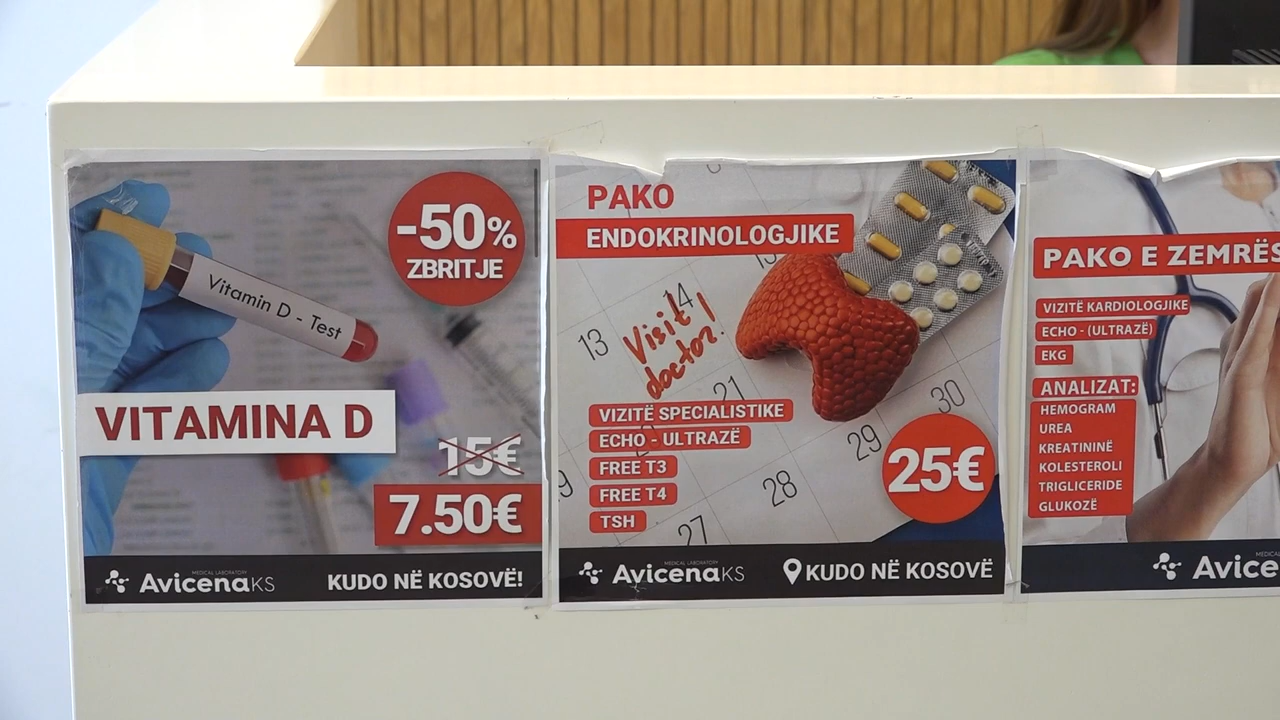 -50%
ZBRITJE
Vitamin D - Test
VITAMINA D
15€
7.50€
MEDICAL LABORATORY
AvicenaKS
KUDO NË KOSOVË!
PAKO
ENDOKRINOLOGJIKE
14
13
Visit
doctor!
21
VIZITË SPECIALISTIKE
ECHO - ULTRAZË
FREE T3
FREE T4
TSH
30
29
28
27
25€
MEDICAL LABORATORY
AvicenaKS
KUDO NË KOSOVË
PAKO E ZEMRËS
VIZITË KARDIOLOGJIKE
ECHO - (ULTRAZË)
EKG
ANALIZAT:
HEMOGRAM
UREA
KREATININË
KOLESTEROLI
TRIGLICERIDE
GLUKOZË
Avice